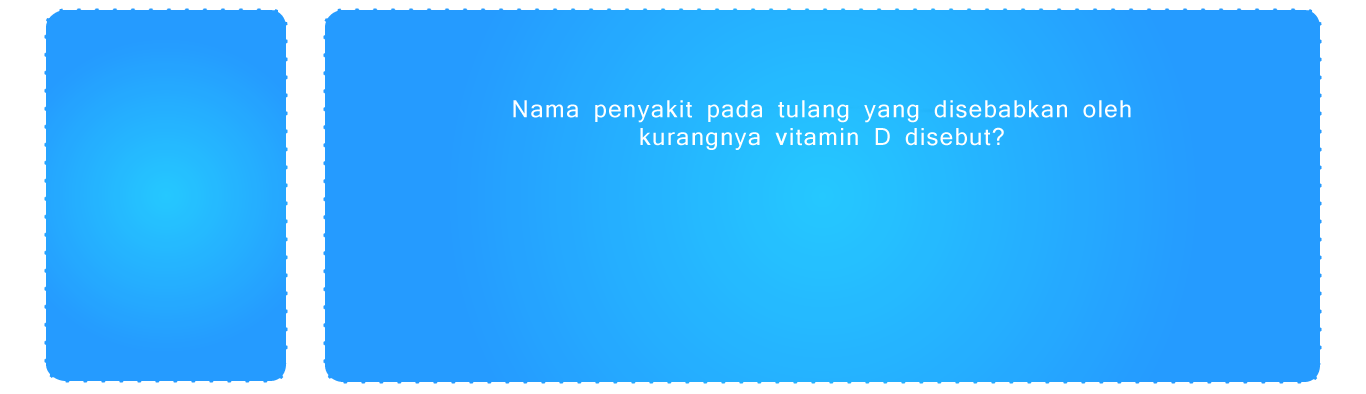 Nama penyakit pada tulang yang disebabkan oleh
kurangnya vitamin D disebut?